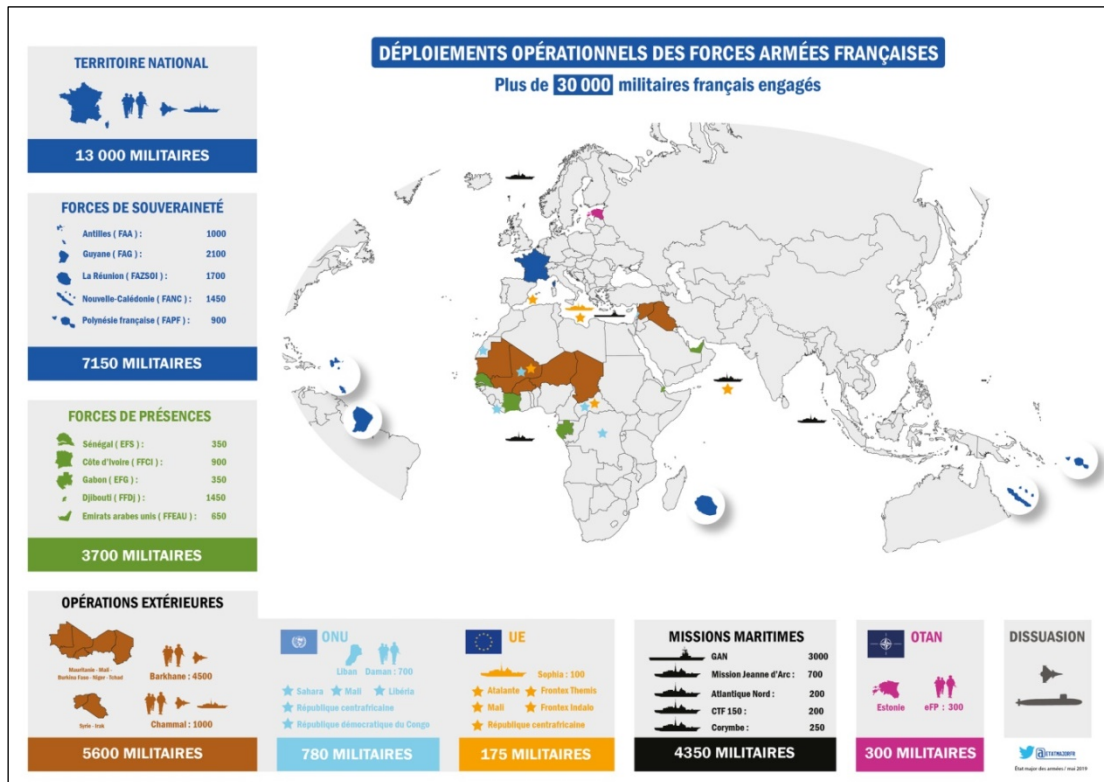 DÉPLOIEMENTS OPÉRATIONNELS DES FORCES ARMÉES FRANÇAISES
Plus de 30 000 militaires français engagés
TERRITOIRE NATIONAL
13 000 MILITAIRES
FORCES DE SOUVERAINETÉ
Antilles ( FAA ) : 1000
Guyane ( FAG ) : 2100
La Réunion ( FAZSOI ) : 1700
Nouvelle-Calédonie ( FANC ) : 1450
Polynésie française ( FAPF ) : 900
7150 MILITAIRES
FORCES DE PRÉSENCES
Sénégal ( EFS ) : 350
Côte d'Ivoire ( FFCI ) : 900
Gabon ( EFG ) : 350
Djibouti ( FFDj ) : 1450
Emirats arabes unis ( FFEAU ) : 650
3700 MILITAIRES
OPÉRATIONS EXTÉRIEURES
Mauritanie - Mali -
Burkina Faso - Niger - Tchad
Barkhane : 4500
Syrie - Irak
Chammal : 1000
5600 MILITAIRES
ONU
Liban Daman : 700
Sahara Mali Libéria
République centrafricaine
République démocratique du Congo
780 MILITAIRES
UE
Sophia : 100
Atalante Frontex Themis
Mali Frontex Indalo
République centrafricaine
175 MILITAIRES
MISSIONS MARITIMES
GAN 3000
Mission Jeanne d'Arc : 700
Atlantique Nord : 200
CTF 150 : 200
Corymbe : 250
4350 MILITAIRES
OTAN
Estonie eFP : 300
300 MILITAIRES
DISSUASION
@ETATMAJORFR
État major des armées / mai 2019